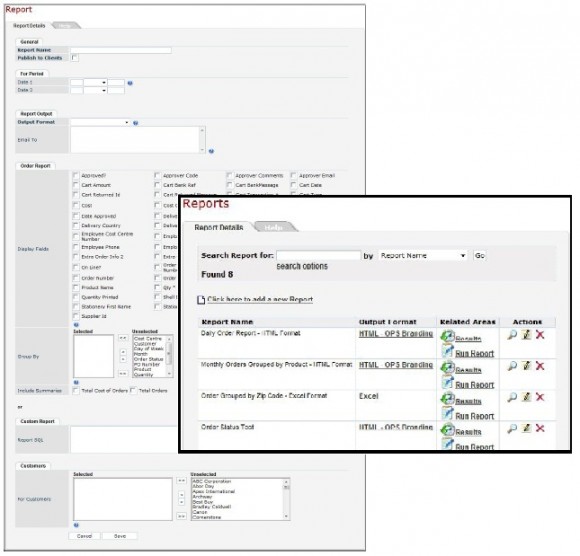 Report
Report Details Help
General
Report Name
Publish to Clients
For Period
Date 1
Date 2
Report Output
Output Format
Email To
Order Report
Display Fields
Approved? Approver Code Approver Comments Approver Email
Cart Amount Cart Bank Ref Cart BankMessage Cart Date
Cart Returned Id
Cost
Date Approved
Delivery Country
Employee Cost Centre Number
Employee Phone
Extra Order Info 2
On Line?
Order Number
Product Name Qty *
Quantity Printed
Stationery First Name
Supplier Id
Selected Unselected
Group By
Cost Centre
Customer
Day of Week
Month
Order Status
PO Number
Product
Quantity
Include Summaries Total Cost of Orders Total Orders
or
Custom Report
Report SQL
Customers
Selected Unselected
For Customers
ABC Corporation
Albor Day
Apex International
Archway
Best Buy
Bradley Caldwell
Canon
Cornerstone
Cancel Save
Reports
Report Details Help
Search Report for: by Report Name Go
search options
Found 8
Click here to add a new Report
Report Name Output Format Related Areas Actions
Daily Order Report - HTML Format HTML - OPS Branding Results
Run Report
Monthly Orders Grouped by Product - HTML Format HTML - OPS Branding Results
Run Report
Order Grouped by Zip Code - Excel Format Excel Results
Run Report
Order Status Test HTML - OPS Branding Results
Run Report